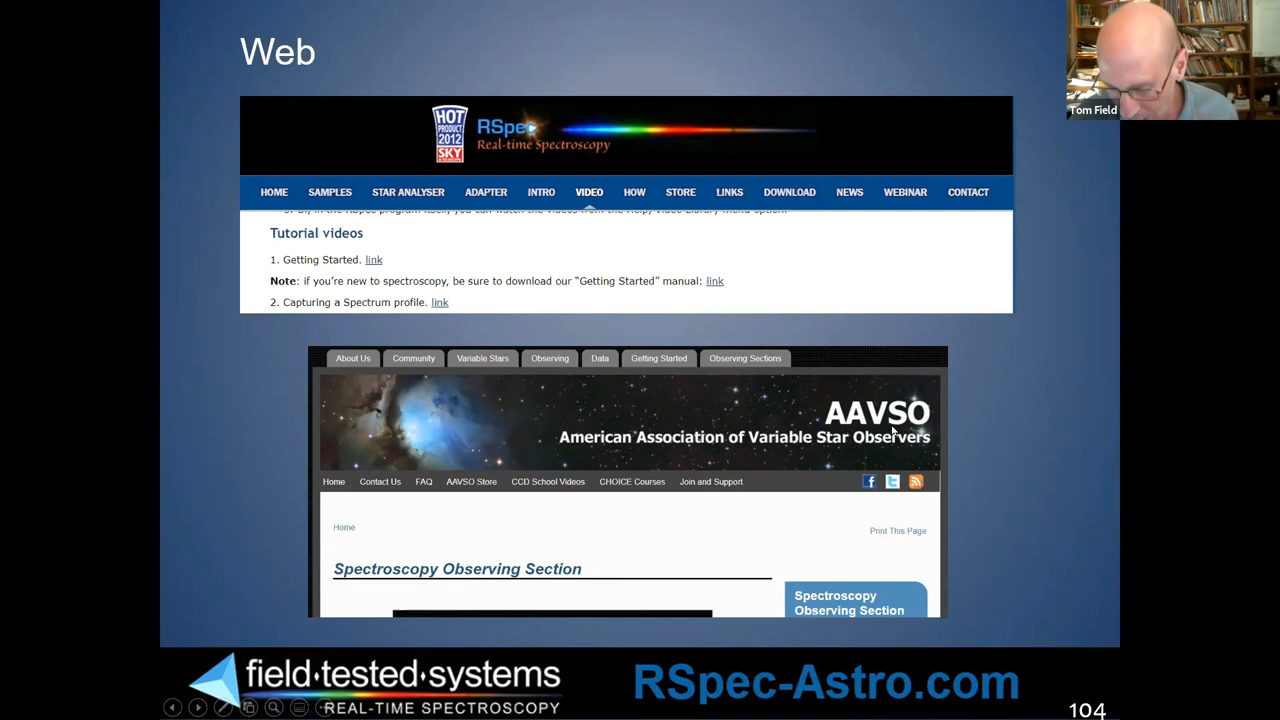 Web
Tom Field
HOT
PRODUCT
2012
SKY
RSpec
Real-time Spectroscopy
HOME SAMPLES STAR ANALYSER ADAPTER INTRO VIDEO HOW STORE LINKS DOWNLOAD NEWS WEBINAR CONTACT
Tutorial videos
1. Getting Started. link
Note: if you're new to spectroscopy, be sure to download our "Getting Started" manual: link
2. Capturing a Spectrum profile. link
About Us Community Variable Stars Observing Data Getting Started Observing Sections
AAVSO
American Association of Variable Star Observers
Home Contact Us FAQ AAVSO Store CCD School Videos CHOICE Courses Join and Support
Home
Print This Page
Spectroscopy Observing Section
Spectroscopy
Observing Section
field·tested·systems
REAL-TIME SPECTROSCOPY
RSpec-Astro.com
104